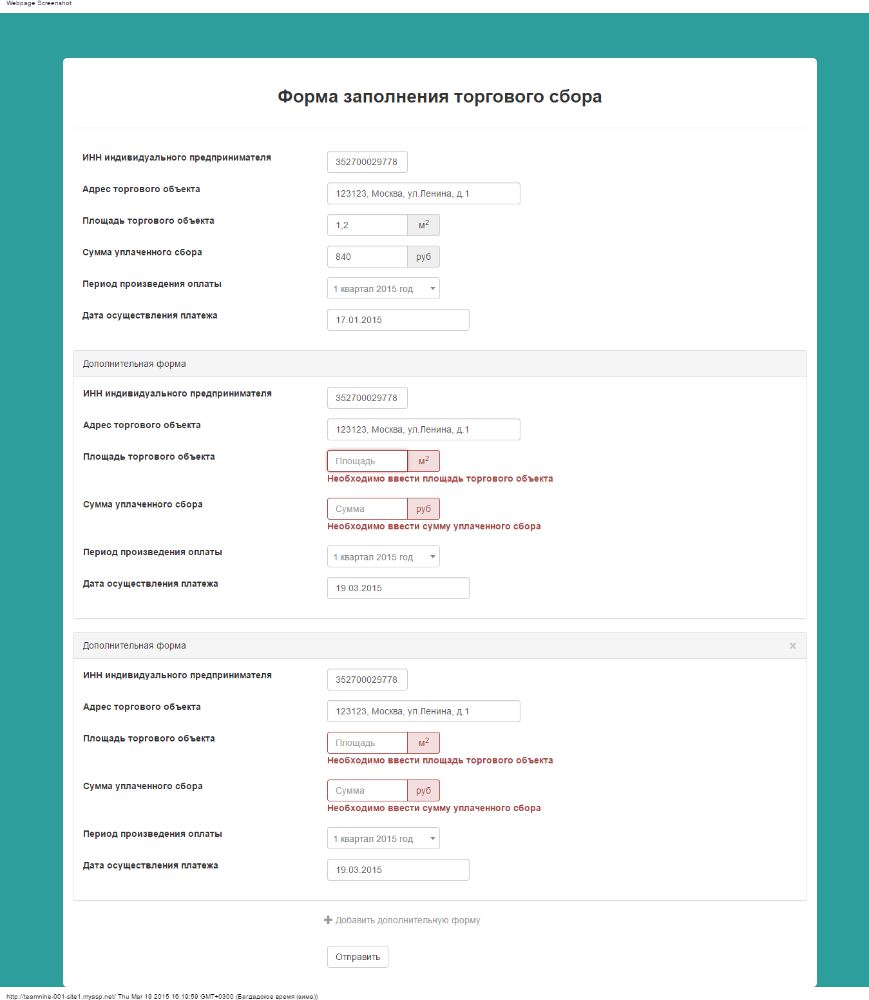 Webpage Screenshot
Форма заполнения торгового сбора
ИНН индивидуального предпринимателя 352700029778
Адрес торгового объекта 123123, Москва, ул.Ленина, д.1
Площадь торгового объекта 1,2 м²
Сумма уплаченного сбора 840 руб
Период произведения оплаты 1 квартал 2015 год
Дата осуществления платежа 17.01.2015
Дополнительная форма
ИНН индивидуального предпринимателя 352700029778
Адрес торгового объекта 123123, Москва, ул.Ленина, д.1
Площадь торгового объекта Площадь м²
Необходимо ввести площадь торгового объекта
Сумма уплаченного сбора Сумма руб
Необходимо ввести сумму уплаченного сбора
Период произведения оплаты 1 квартал 2015 год
Дата осуществления платежа 19.03.2015
Дополнительная форма ×
ИНН индивидуального предпринимателя 352700029778
Адрес торгового объекта 123123, Москва, ул.Ленина, д.1
Площадь торгового объекта Площадь м²
Необходимо ввести площадь торгового объекта
Сумма уплаченного сбора Сумма руб
Необходимо ввести сумму уплаченного сбора
Период произведения оплаты 1 квартал 2015 год
Дата осуществления платежа 19.03.2015
Добавить дополнительную форму
Отправить
http://teamnine-001-site1.myasp.net/ Thu Mar 19 2015 16:19:59 GMT+0300 (Багдадское время (зима))